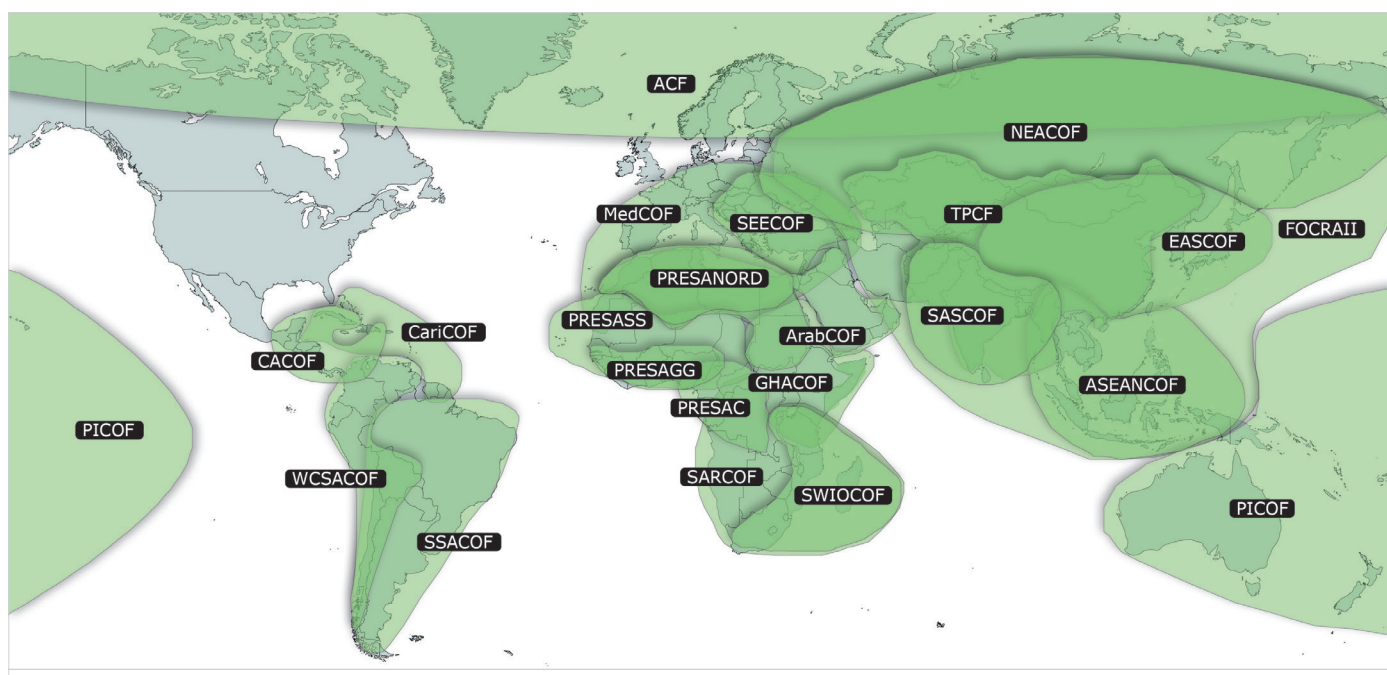 ACF
NEACOF
MedCOF
SEECOF
TPCF
EASCOF
FOCRAII
PRESANORD
PRESASS
ArabCOF
SASCOF
CariCOF
CACOF
PRESAGG
GHACOF
ASEANCOF
PRESAC
PICOF
WCSACOF
SARCOF
SWIOCOF
PICOF
SSACOF